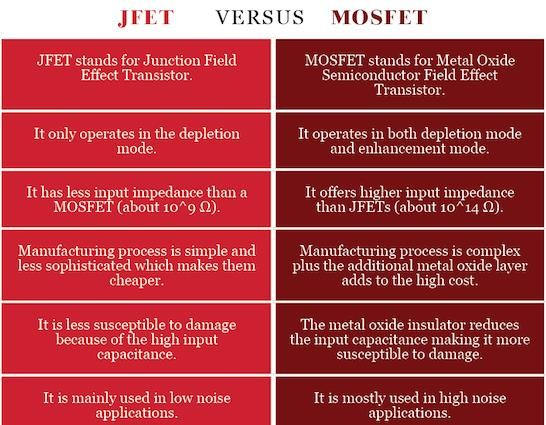 JFET VERSUS MOSFET
JFET stands for Junction Field
Effect Transistor.
MOSFET stands for Metal Oxide
Semiconductor Field Effect
Transistor.
It only operates in the depletion
mode.
It operates in both depletion mode
and enhancement mode.
It has less input impedance than a
MOSFET (about 10^9 Ω).
It offers higher input impedance
than JFETs (about 10^14 Ω).
Manufacturing process is simple and
less sophisticated which makes them
cheaper.
Manufacturing process is complex
plus the additional metal oxide layer
adds to the high cost.
It is less susceptible to damage
because of the high input
capacitance.
The metal oxide insulator reduces
the input capacitance making it more
susceptible to damage.
It is mainly used in low noise
applications.
It is mostly used in high noise
applications.